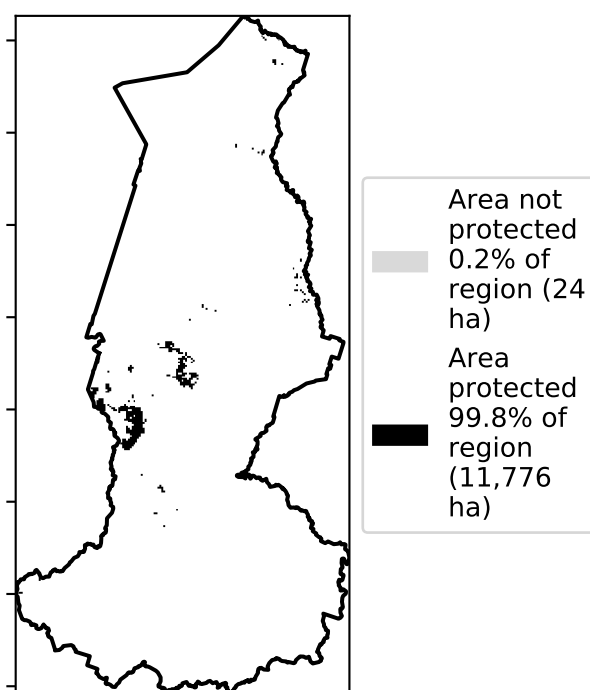 Area not
protected
0.2% of
region (24
ha)
Area
protected
99.8% of
region
(11,776
ha)